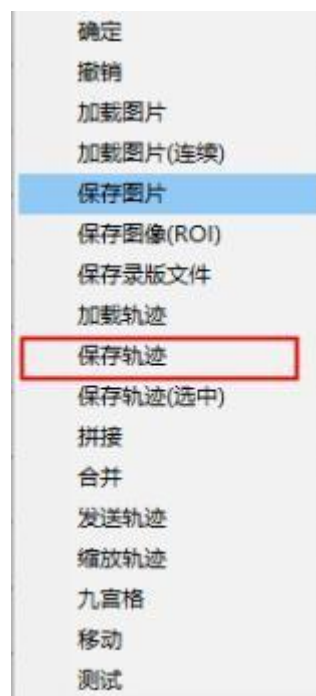 确定
撤销
加载图片
加载图片(连续)
保存图片
保存图像(ROI)
保存录版文件
加载轨迹
保存轨迹
保存轨迹(选中)
拼接
合并
发送轨迹
缩放轨迹
九宫格
移动
测试